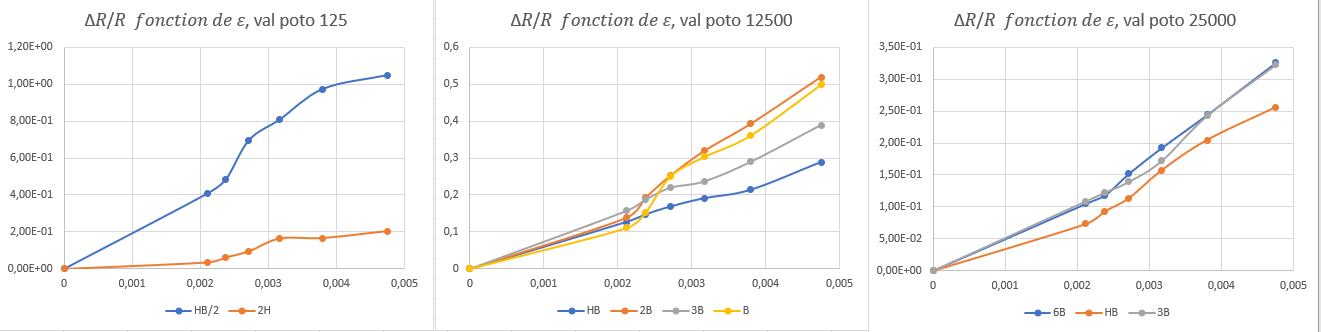 ΔR/R fonction de ε, val poto 125
1,20E+00
1,00E+00
8,00E-01
6,00E-01
4,00E-01
2,00E-01
0,00E+00
0 0,001 0,002 0,003 0,004 0,005
HB/2 2H
ΔR/R fonction de ε, val poto 12500
0,6
0,5
0,4
0,3
0,2
0,1
0
0 0,001 0,002 0,003 0,004 0,005
HB 2B 3B B
ΔR/R fonction de ε, val poto 25000
3,50E-01
3,00E-01
2,50E-01
2,00E-01
1,50E-01
1,00E-01
5,00E-02
0,00E+00
0 0,001 0,002 0,003 0,004 0,005
6B HB 3B